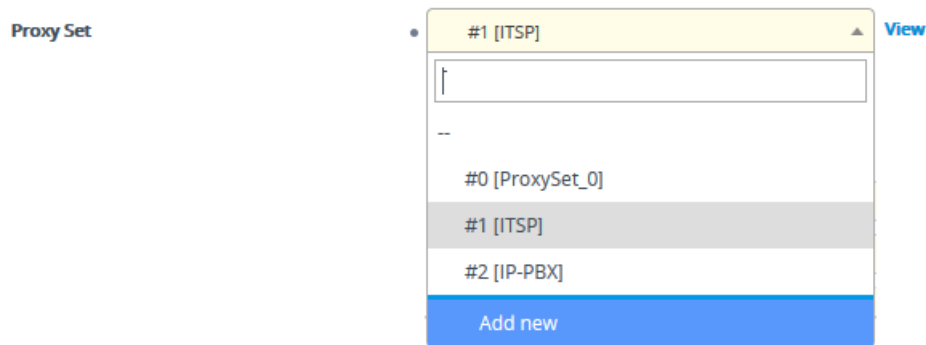 Proxy Set
#1 [ITSP]
View
--
#0 [ProxySet_0]
#1 [ITSP]
#2 [IP-PBX]
Add new